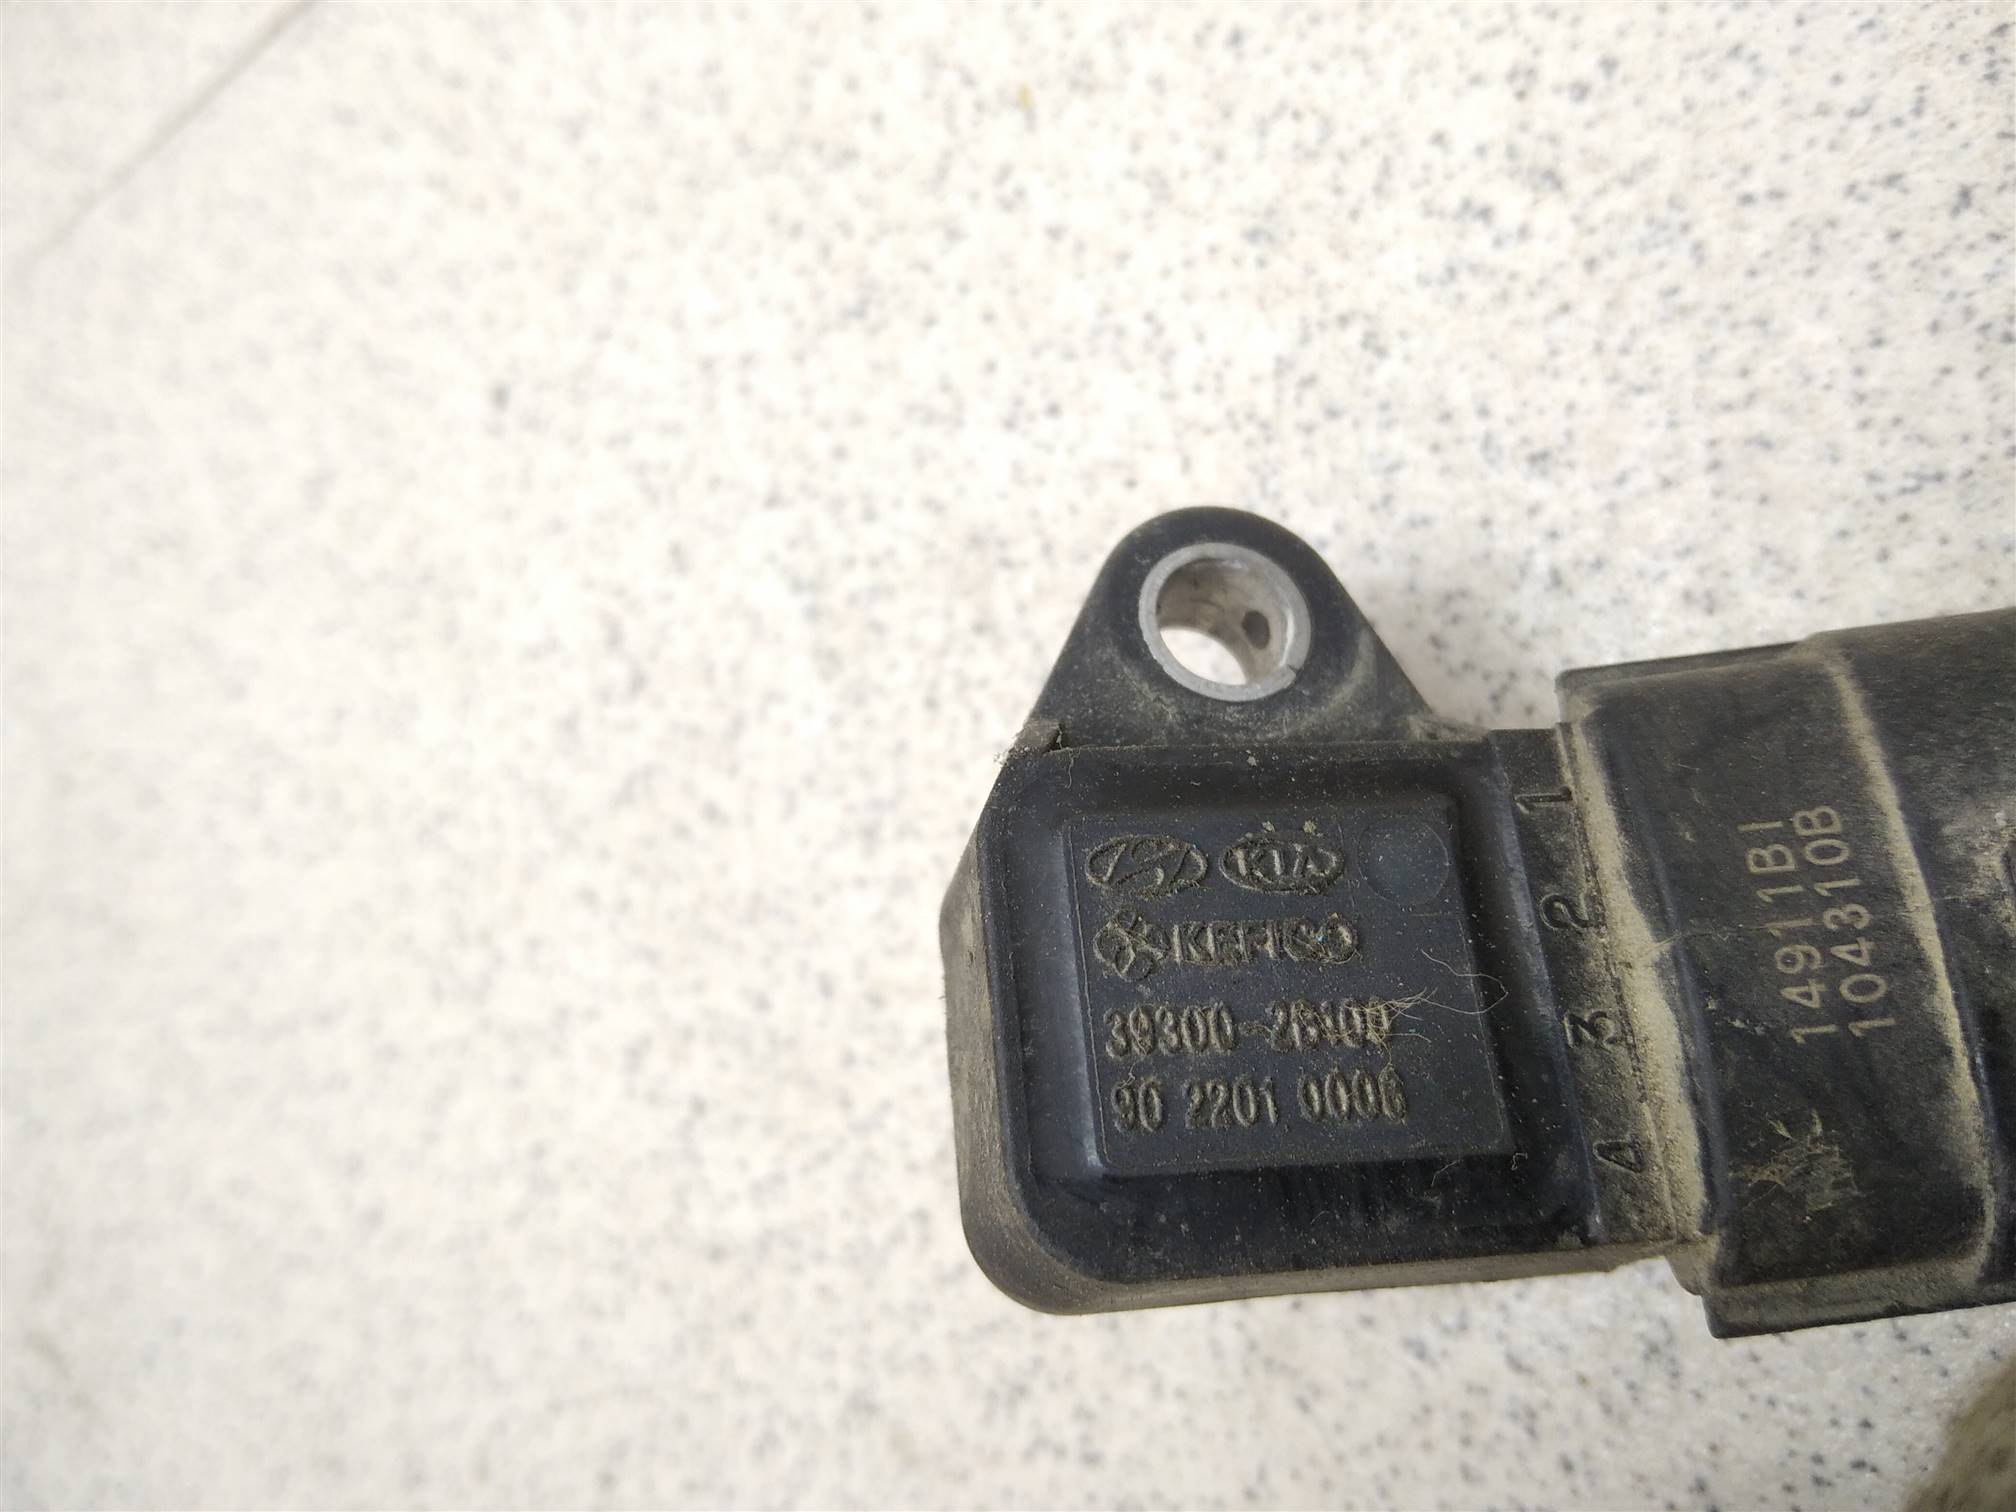 KIA
KEFICO
39300-2B100
90 2201 0006
1
2
3
4
14911BI
104310B